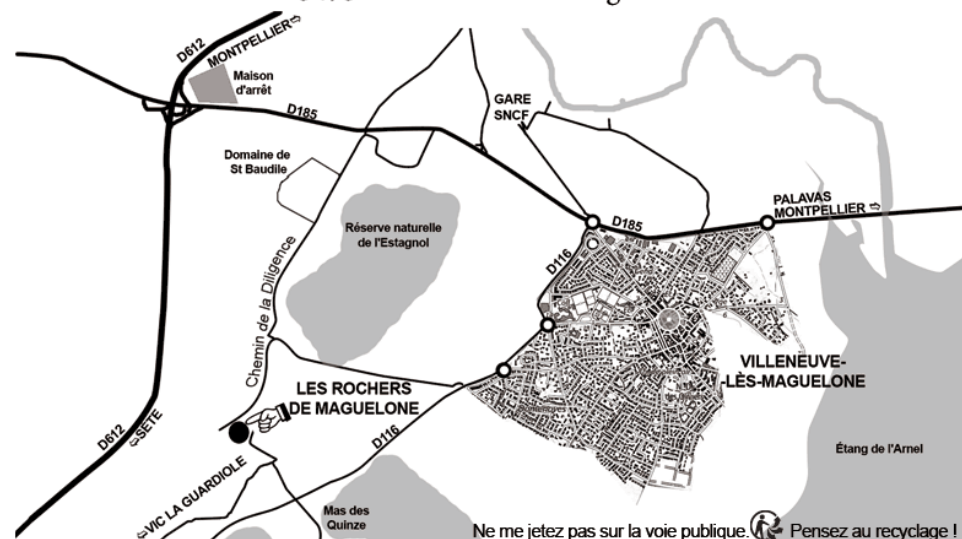 D612
MONTPELLIER
Maison
d'arrêt
D185
GARE
SNCF
Domaine de
St Baudile
Réserve naturelle
de l'Estagnol
PALAVAS
MONTPELLIER
D185
D116
Chemin de la Diligence
VILLENEUVE-
-LÈS-MAGUELONE
LES ROCHERS
DE MAGUELONE
D116
D612
SÈTE
VIC LA GUARDIOLE
Mas des
Quinze
Étang de l'Arnel
Ne me jetez pas sur la voie publique. Pensez au recyclage !